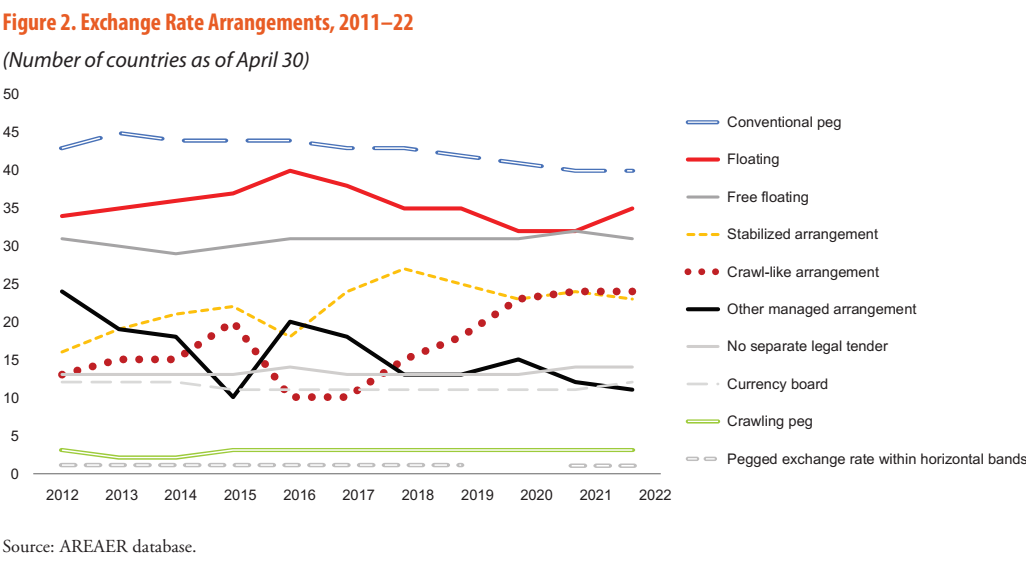 Figure 2. Exchange Rate Arrangements, 2011–22
(Number of countries as of April 30)
50
45
40
35
30
25
20
15
10
5
0
2012 2013 2014 2015 2016 2017 2018 2019 2020 2021 2022
Conventional peg
Floating
Free floating
Stabilized arrangement
Crawl-like arrangement
Other managed arrangement
No separate legal tender
Currency board
Crawling peg
Pegged exchange rate within horizontal bands
Source: AREAER database.